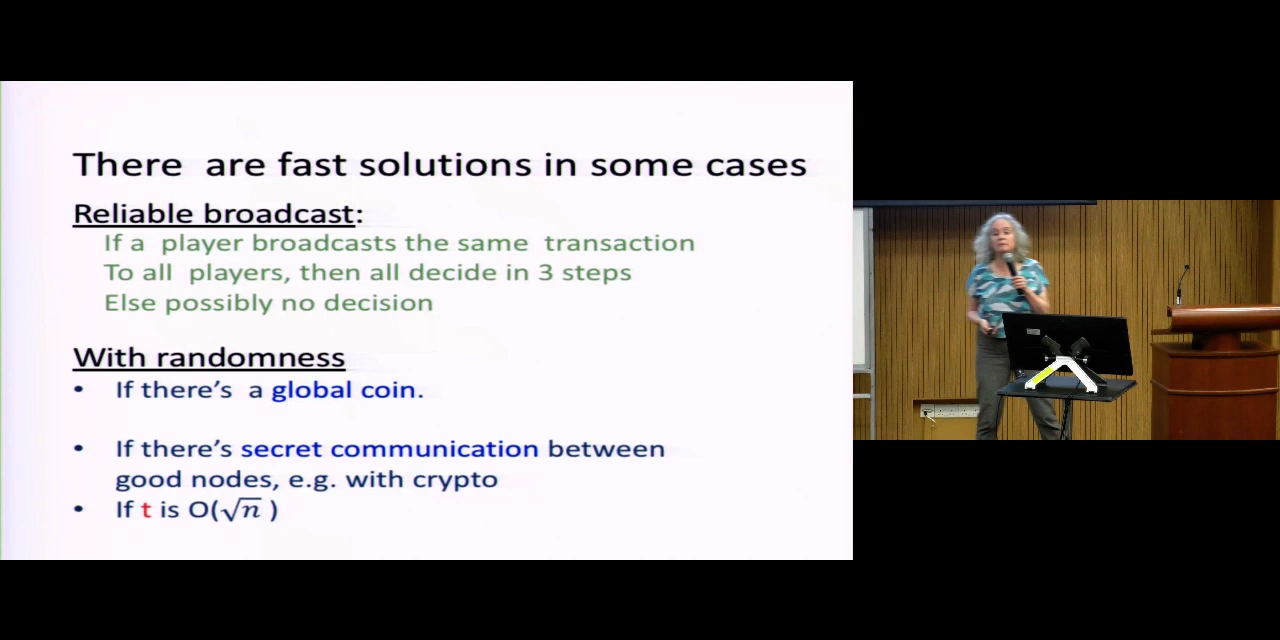 There are fast solutions in some cases
Reliable broadcast:
If a player broadcasts the same transaction
To all players, then all decide in 3 steps
Else possibly no decision
With randomness
• If there's a global coin.
• If there's secret communication between
good nodes, e.g. with crypto
• If t is O(√n )